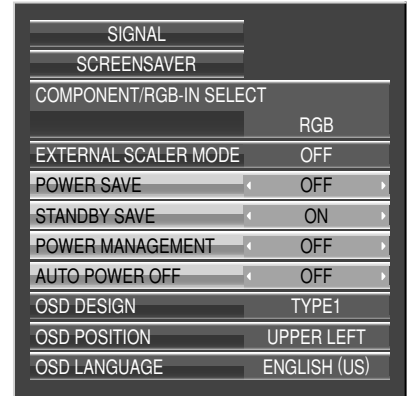 SIGNAL
SCREENSAVER
COMPONENT/RGB-IN SELECT
RGB
EXTERNAL SCALER MODE OFF
POWER SAVE OFF
STANDBY SAVE ON
POWER MANAGEMENT OFF
AUTO POWER OFF OFF
OSD DESIGN TYPE1
OSD POSITION UPPER LEFT
OSD LANGUAGE ENGLISH (US)